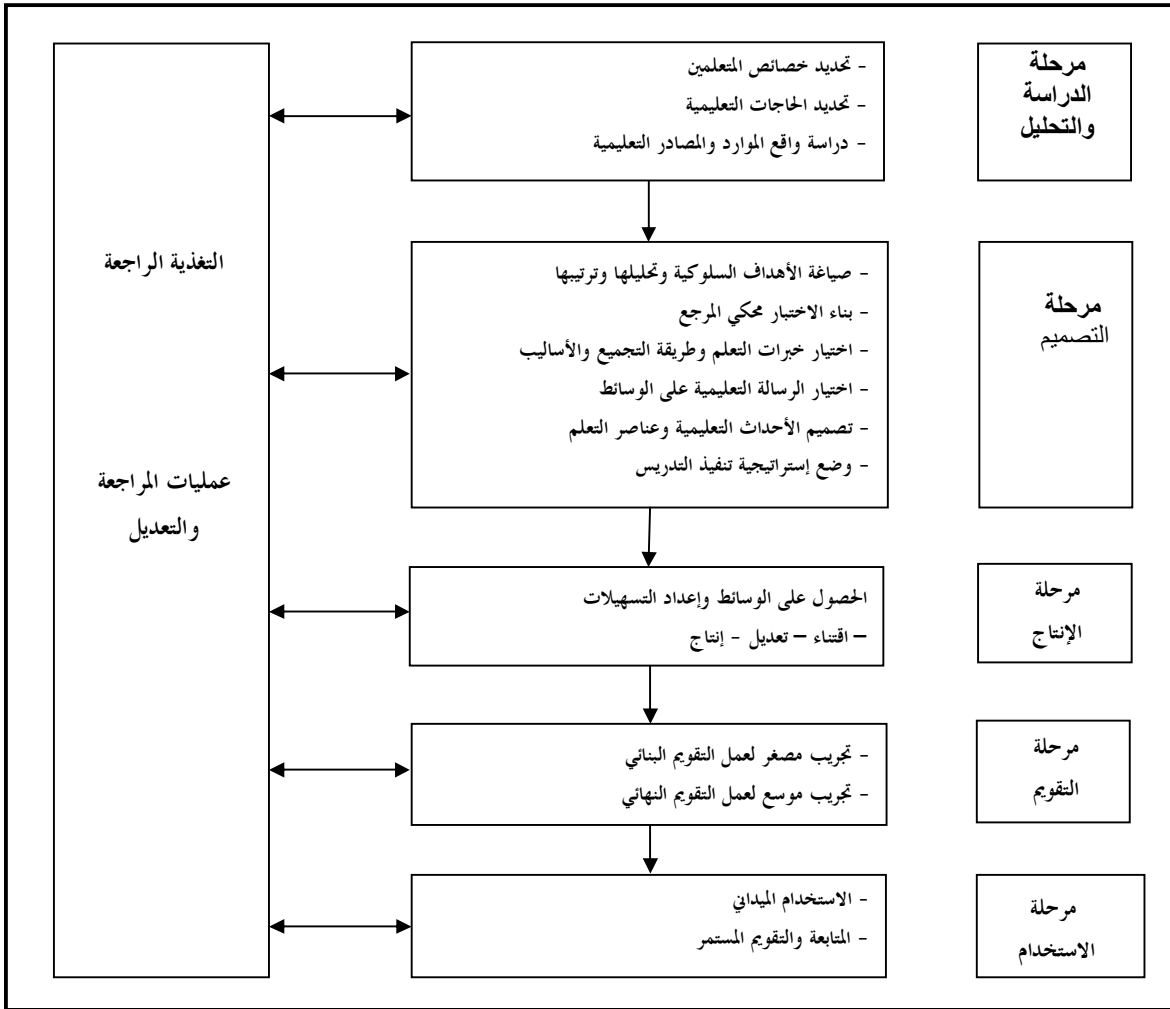 مرحلة
الدراسة
والتحليل
- تحديد خصائص المتعلمين
- تحديد الحاجات التعليمية
- دراسة واقع الموارد والمصادر التعليمية
مرحلة
التصميم
- صياغة الأهداف السلوكية وتحليلها وترتيبها
- بناء الاختبار محكي المرجع
- اختيار خبرات التعلم وطريقة التجميع والأساليب
- اختيار الرسالة التعليمية على الوسائط
- تصميم الأحداث التعليمية وعناصر التعلم
- وضع إستراتيجية تنفيذ التدريس
مرحلة
الإنتاج
الحصول على الوسائط وإعداد التسهيلات
– اقتناء – تعديل - إنتاج
مرحلة
التقويم
- تجريب مصغر لعمل التقويم البنائي
- تجريب موسع لعمل التقويم النهائي
مرحلة
الاستخدام
- الاستخدام الميداني
- المتابعة والتقويم المستمر
التغذية الراجعة
عمليات المراجعة
والتعديل